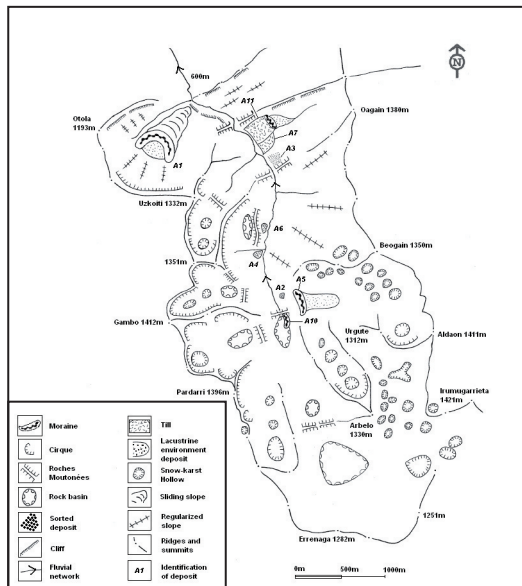 N
600m
A11
Otola
1193m
Oagain 1380m
A7
A3
A1
Uzkoiti 1332m
A6
Beogain 1350m
1351m
A4
A5
A2
Gambo 1412m
A10
Urgute
1312m
Aldaon 1411m
Pardarri 1396m
Irumugarrieta
1421m
Arbelo
1330m
1251m
Errenaga 1282m
0 500m 1000m
Moraine
Till
Cirque
Lacustrine
environment
deposit
Roches
Moutonées
Snow-karst
Hollow
Rock basin
Sliding slope
Sorted
deposit
Regularized
slope
Cliff
Ridges and
summits
Fluvial
network
A1
Identification
of deposit